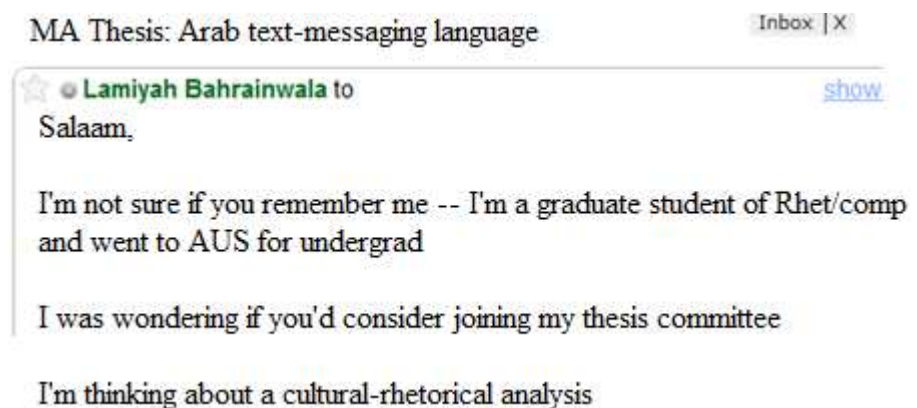 MA Thesis: Arab text-messaging language
Inbox | X
Lamiyah Bahrainwala to
show
Salaam,
I'm not sure if you remember me -- I'm a graduate student of Rhet/comp
and went to AUS for undergrad
I was wondering if you'd consider joining my thesis committee
I'm thinking about a cultural-rhetorical analysis